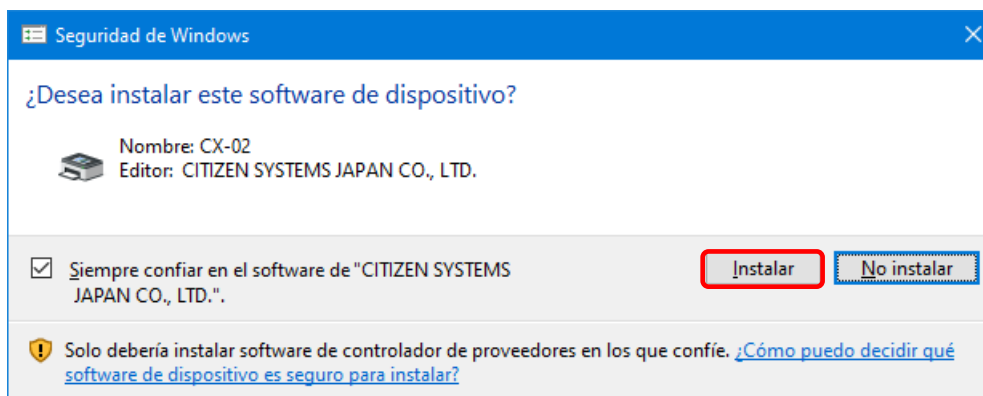 Seguridad de Windows
¿Desea instalar este software de dispositivo?
Nombre: CX-02
Editor: CITIZEN SYSTEMS JAPAN CO., LTD.
Siempre confiar en el software de "CITIZEN SYSTEMS
JAPAN CO., LTD.".
Instalar
No instalar
Solo debería instalar software de controlador de proveedores en los que confíe. ¿Cómo puedo decidir qué
software de dispositivo es seguro para instalar?